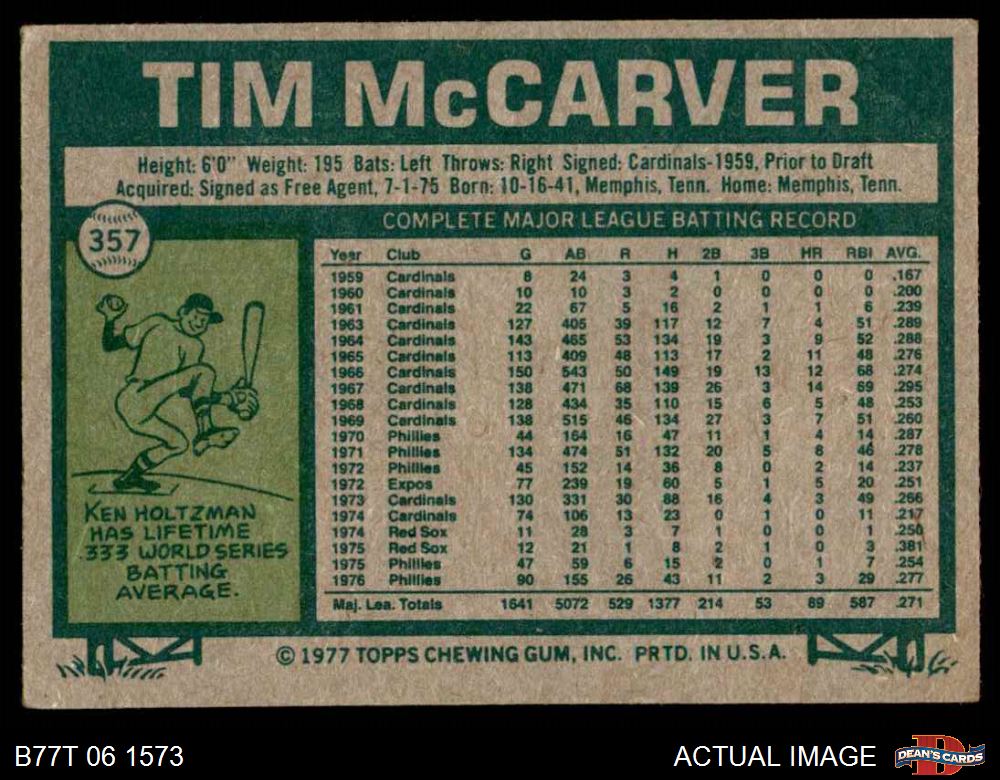 TIM McCARVER
Height: 6'0" Weight: 195 Bats: Left Throws: Right Signed: Cardinals-1959, Prior to Draft
Acquired: Signed as Free Agent, 7-1-75 Born: 10-16-41, Memphis, Tenn. Home: Memphis, Tenn.
357
COMPLETE MAJOR LEAGUE BATTING RECORD
Year Club G AB R H 2B 3B HR RBI AVG.
1959 Cardinals 8 24 3 4 1 0 0 0 .167
1960 Cardinals 10 10 3 2 0 0 0 0 .200
1961 Cardinals 22 67 5 16 2 1 1 6 .239
1963 Cardinals 127 405 39 117 12 7 4 51 .289
1964 Cardinals 143 465 53 134 19 3 9 52 .288
1965 Cardinals 113 409 48 113 17 2 11 48 .276
1966 Cardinals 150 543 50 149 19 13 12 68 .274
1967 Cardinals 138 471 68 139 26 3 14 69 .295
1968 Cardinals 128 434 35 110 15 6 5 48 .253
1969 Cardinals 138 515 46 134 27 3 7 51 .260
1970 Phillies 44 164 16 47 11 1 4 14 .287
1971 Phillies 134 474 51 132 20 5 8 46 .278
1972 Phillies 45 152 14 36 8 0 2 14 .237
1972 Expos 77 239 19 60 5 1 5 20 .251
1973 Cardinals 130 331 30 88 16 4 3 49 .266
1974 Cardinals 74 106 13 23 0 1 0 11 .217
1974 Red Sox 11 28 3 7 1 0 0 1 .250
1975 Red Sox 12 21 1 8 2 1 0 3 .381
1975 Phillies 47 59 6 15 2 0 1 7 .254
1976 Phillies 90 155 26 43 11 2 3 29 .277
Maj. Lea. Totals 1641 5072 529 1377 214 53 89 587 .271
KEN HOLTZMAN
HAS LIFETIME
.333 WORLD SERIES
BATTING
AVERAGE.
© 1977 TOPPS CHEWING GUM, INC. PRTD. IN U.S.A.
B77T 06 1573
ACTUAL IMAGE
D
DEAN'S CARDS